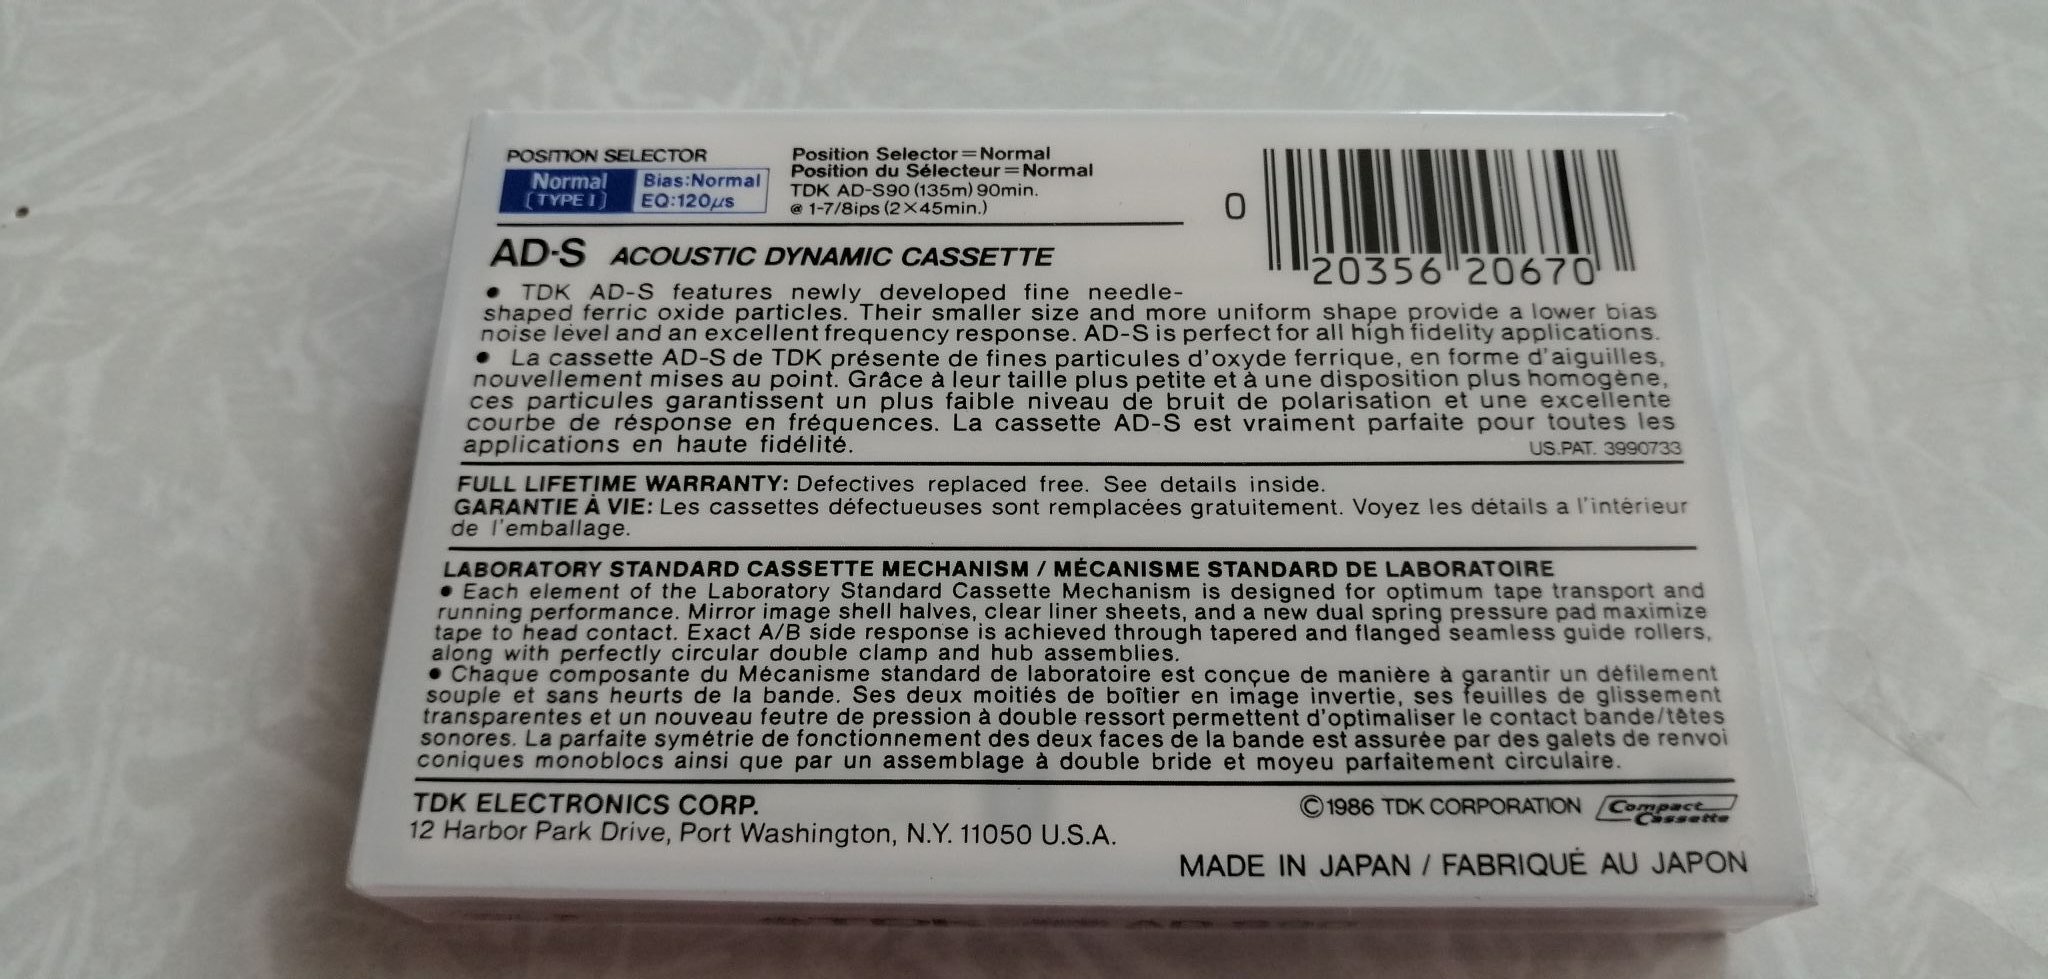 POSITION SELECTOR
Normal
[TYPE I]
Bias:Normal
EQ:120µs
Position Selector=Normal
Position du Sélecteur=Normal
TDK AD-S90 (135m) 90min.
@ 1-7/8ips (2×45min.)
0 20356 20670
AD-S ACOUSTIC DYNAMIC CASSETTE
● TDK AD-S features newly developed fine needle-
shaped ferric oxide particles. Their smaller size and more uniform shape provide a lower bias
noise level and an excellent frequency response. AD-S is perfect for all high fidelity applications.
● La cassette AD-S de TDK présente de fines particules d'oxyde ferrique, en forme d'aiguilles,
nouvellement mises au point. Grâce à leur taille plus petite et à une disposition plus homogène,
ces particules garantissent un plus faible niveau de bruit de polarisation et une excellente
courbe de résponse en fréquences. La cassette AD-S est vraiment parfaite pour toutes les
applications en haute fidélité.
US.PAT. 3990733
FULL LIFETIME WARRANTY: Defectives replaced free. See details inside.
GARANTIE À VIE: Les cassettes défectueuses sont remplacées gratuitement. Voyez les détails a l'intérieur
de l'emballage.
LABORATORY STANDARD CASSETTE MECHANISM / MÉCANISME STANDARD DE LABORATOIRE
● Each element of the Laboratory Standard Cassette Mechanism is designed for optimum tape transport and
running performance. Mirror image shell halves, clear liner sheets, and a new dual spring pressure pad maximize
tape to head contact. Exact A/B side response is achieved through tapered and flanged seamless guide rollers,
along with perfectly circular double clamp and hub assemblies.
● Chaque composante du Mécanisme standard de laboratoire est conçue de manière à garantir un défilement
souple et sans heurts de la bande. Ses deux moitiés de boîtier en image invertie, ses feuilles de glissement
transparentes et un nouveau feutre de pression à double ressort permettent d'optimaliser le contact bande/têtes
sonores. La parfaite symétrie de fonctionnement des deux faces de la bande est assurée par des galets de renvoi
coniques monoblocs ainsi que par un assemblage à double bride et moyeu parfaitement circulaire.
TDK ELECTRONICS CORP.
12 Harbor Park Drive, Port Washington, N.Y. 11050 U.S.A.
©1986 TDK CORPORATION
Compact
Cassette
MADE IN JAPAN / FABRIQUÉ AU JAPON